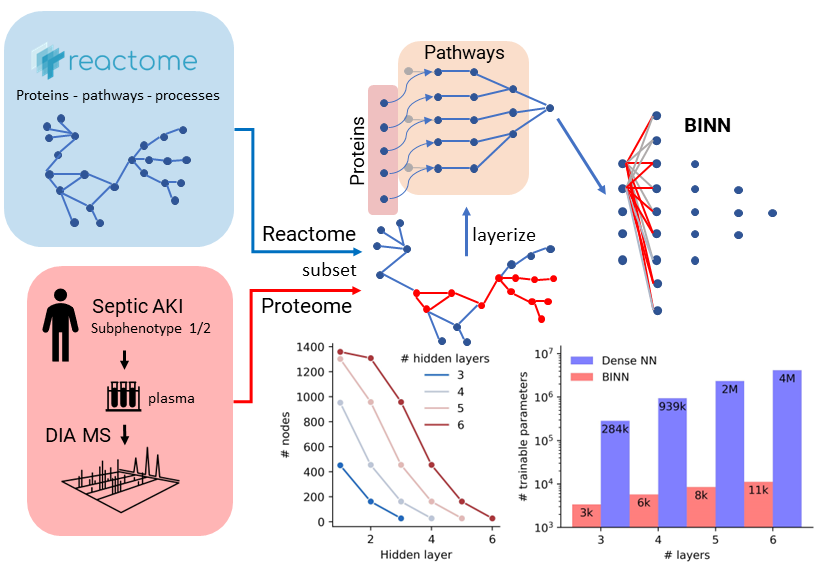 reactome
Proteins - pathways - processes
Septic AKI
Subphenotype 1/2
plasma
DIA MS
Reactome
subset
Proteome
Pathways
Proteins
layerize
BINN
# hidden layers
3
4
5
6
# nodes
1400
1200
1000
800
600
400
200
0
2
4
6
Hidden layer
Dense NN
BINN
# trainable parameters
10^7
10^6
10^5
10^4
10^3
284k
939k
2M
4M
3k
6k
8k
11k
3
4
5
6
# layers